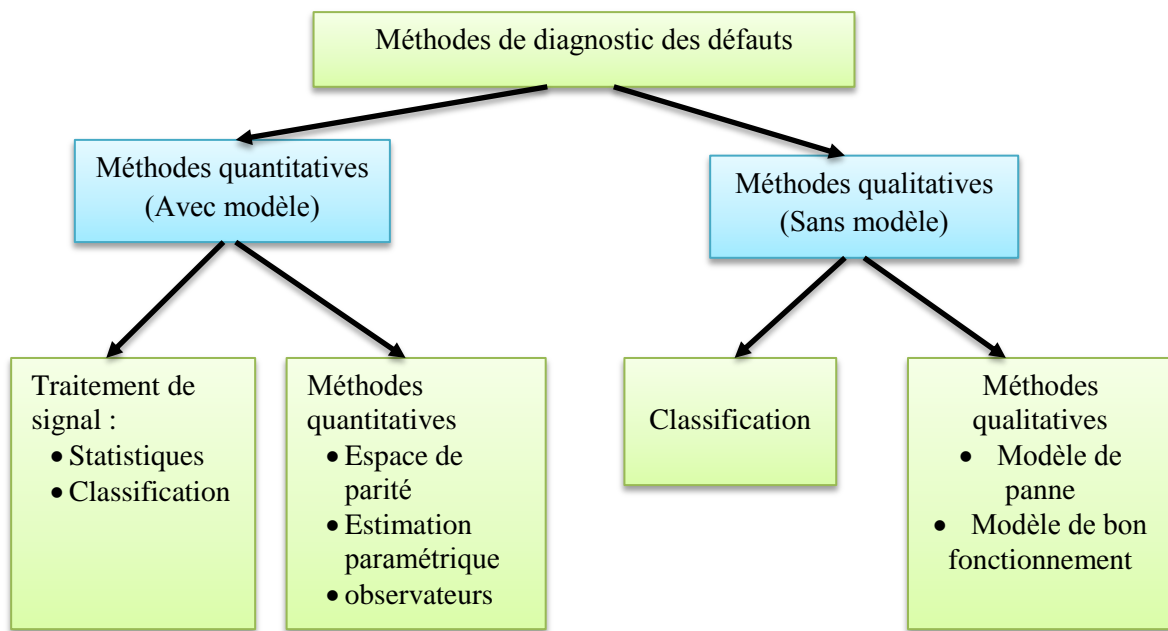 Méthodes de diagnostic des défauts
Méthodes quantitatives
(Avec modèle)
Méthodes qualitatives
(Sans modèle)
Traitement de
signal :
• Statistiques
• Classification
Méthodes
quantitatives
• Espace de
parité
• Estimation
paramétrique
• observateurs
Classification
Méthodes
qualitatives
• Modèle de
panne
• Modèle de bon
fonctionnement